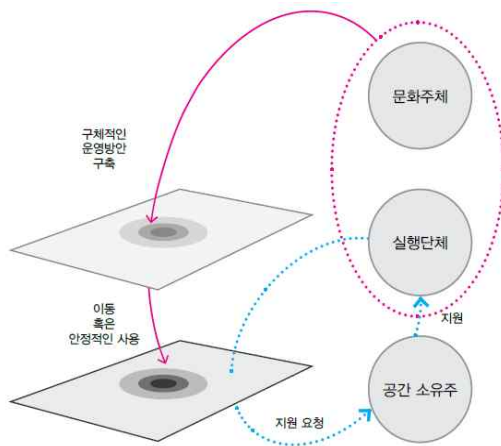 문화주체
구체적인
운영방안
구축
실행단체
이동
혹은
안정적인 사용
지원
공간 소유주
지원 요청